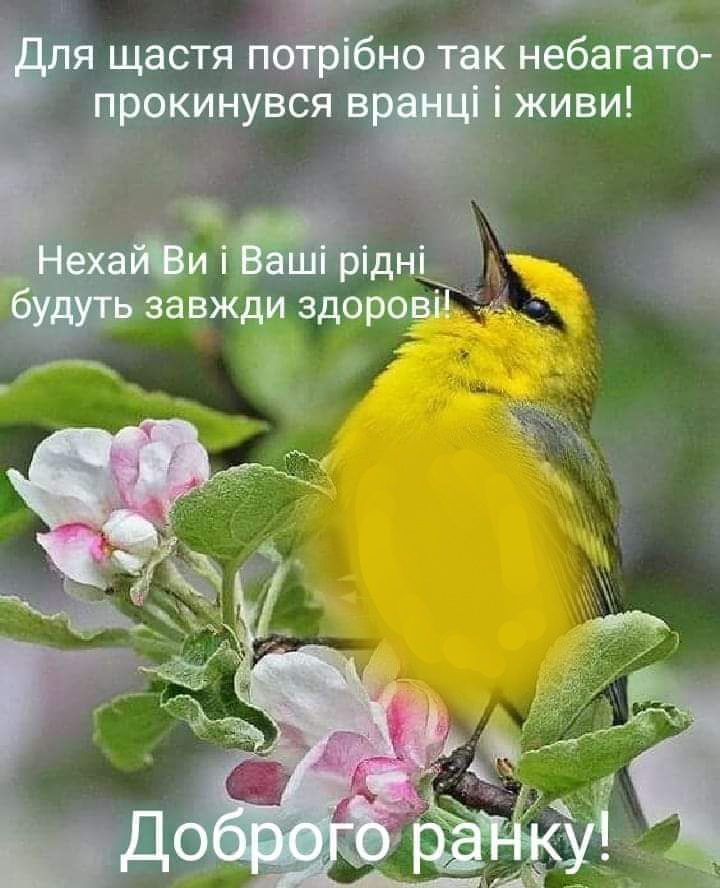 Для щастя потрібно так небагато-
прокинувся вранці і живи!
Нехай Ви і Ваші рідні
будуть завжди здорові!
Доброго ранку!